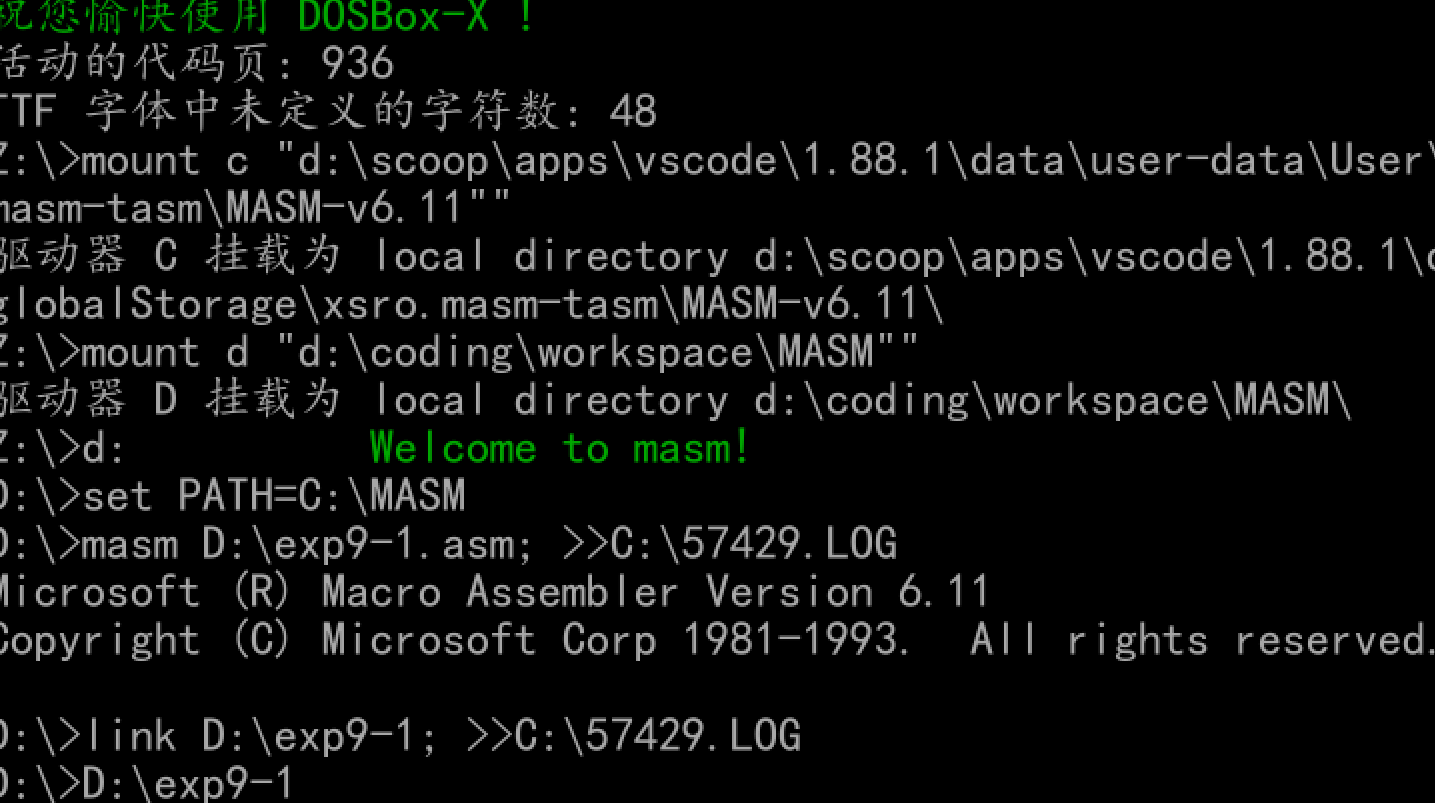 祝您愉快使用 DOSBox-X !
活动的代码页: 936
TTF 字体中未定义的字符数: 48
Z:\>mount c "d:\scoop\apps\vscode\1.88.1\data\user-data\User\
masm-tasm\MASM-v6.11""
驱动器 C 挂载为 local directory d:\scoop\apps\vscode\1.88.1\d
globalStorage\xsro.masm-tasm\MASM-v6.11\
Z:\>mount d "d:\coding\workspace\MASM""
驱动器 D 挂载为 local directory d:\coding\workspace\MASM\
Z:\>d: Welcome to masm!
D:\>set PATH=C:\MASM
D:\>masm D:\exp9-1.asm; >>C:\57429.LOG
Microsoft (R) Macro Assembler Version 6.11
Copyright (C) Microsoft Corp 1981-1993.  All rights reserved.
D:\>link D:\exp9-1; >>C:\57429.LOG
D:\>D:\exp9-1